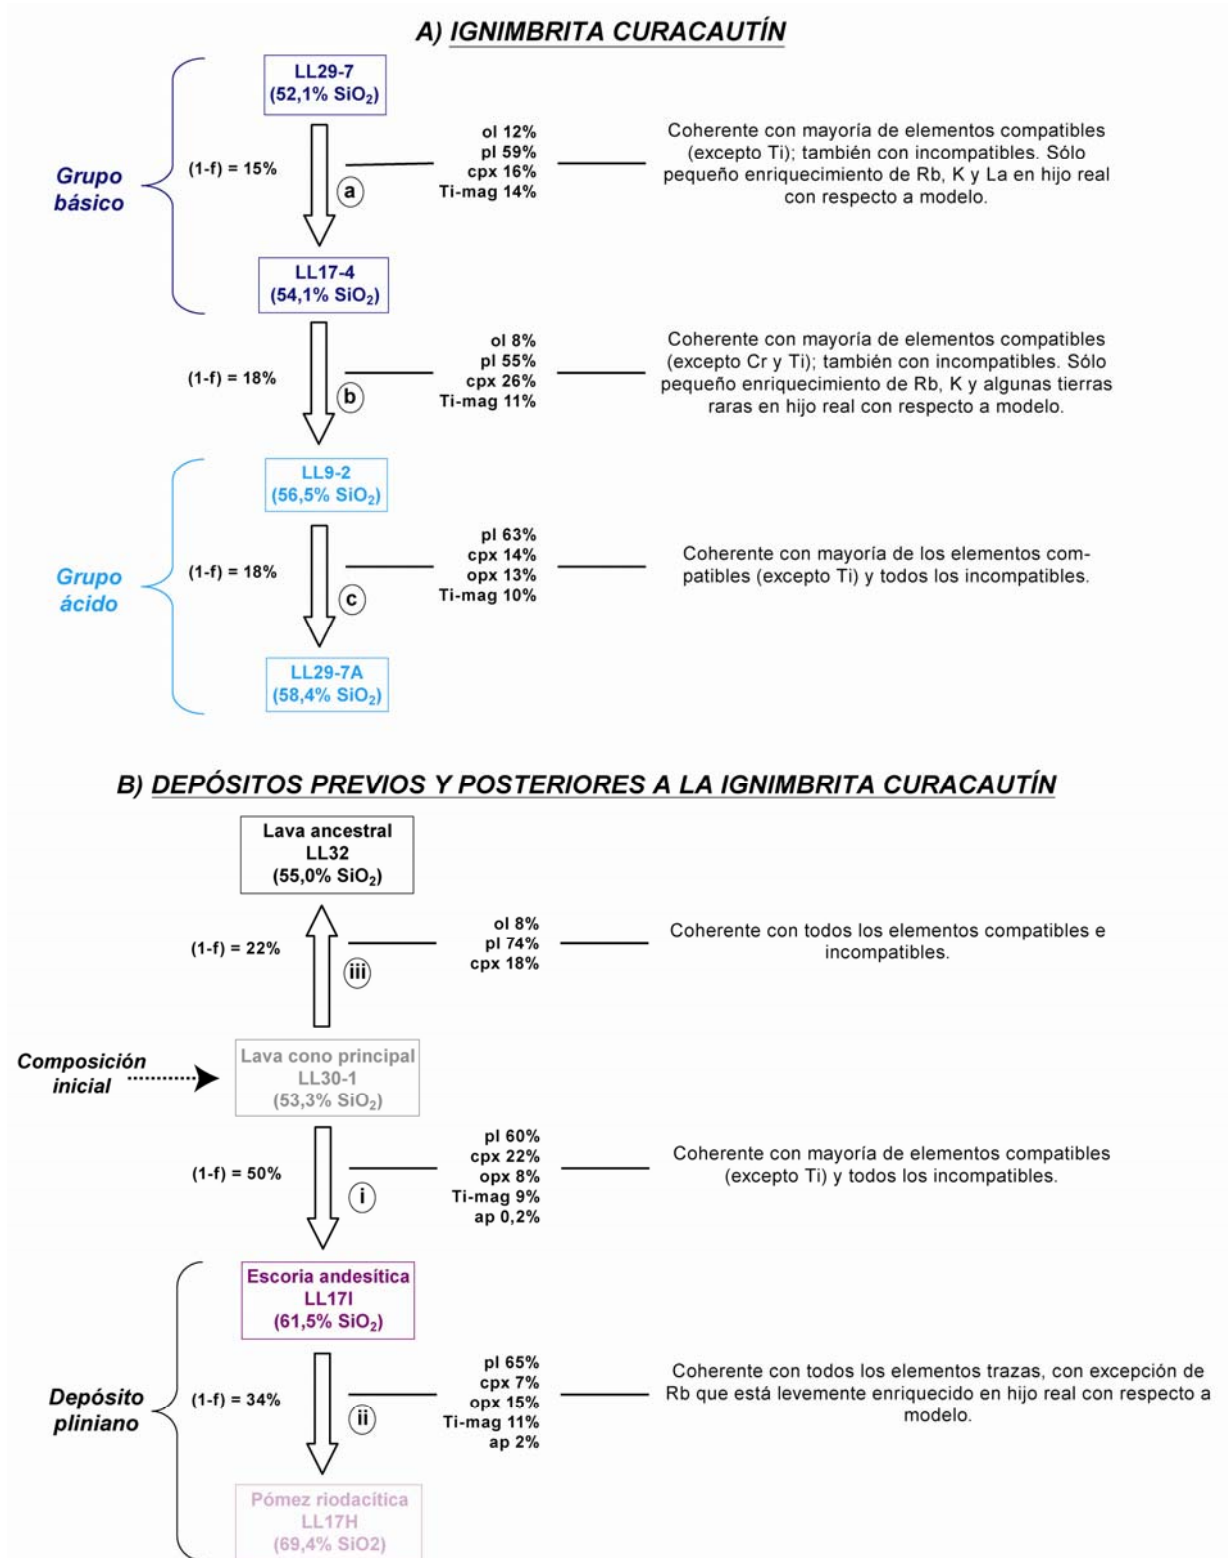 A) IGNIMBRITA CURACAUTÍN
LL29-7
(52,1% SiO₂)
Grupo
básico
(1-f) = 15%
a
ol 12%
pl 59%
cpx 16%
Ti-mag 14%
Coherente con mayoría de elementos compatibles
(excepto Ti); también con incompatibles. Sólo
pequeño enriquecimiento de Rb, K y La en hijo real
con respecto a modelo.
LL17-4
(54,1% SiO₂)
(1-f) = 18%
b
ol 8%
pl 55%
cpx 26%
Ti-mag 11%
Coherente con mayoría de elementos compatibles
(excepto Cr y Ti); también con incompatibles. Sólo
pequeño enriquecimiento de Rb, K y algunas tierras
raras en hijo real con respecto a modelo.
LL9-2
(56,5% SiO₂)
Grupo
ácido
(1-f) = 18%
c
pl 63%
cpx 14%
opx 13%
Ti-mag 10%
Coherente con mayoría de los elementos com-
patibles (excepto Ti) y todos los incompatibles.
LL29-7A
(58,4% SiO₂)
B) DEPÓSITOS PREVIOS Y POSTERIORES A LA IGNIMBRITA CURACAUTÍN
Lava ancestral
LL32
(55,0% SiO₂)
(1-f) = 22%
iii
ol 8%
pl 74%
cpx 18%
Coherente con todos los elementos compatibles e
incompatibles.
Composición
inicial
Lava cono principal
LL30-1
(53,3% SiO₂)
(1-f) = 50%
i
pl 60%
cpx 22%
opx 8%
Ti-mag 9%
ap 0,2%
Coherente con mayoría de elementos compatibles
(excepto Ti) y todos los incompatibles.
Escoria andesítica
LL17I
(61,5% SiO₂)
Depósito
pliniano
(1-f) = 34%
ii
pl 65%
cpx 7%
opx 15%
Ti-mag 11%
ap 2%
Coherente con todos los elementos trazas, con excepción de
Rb que está levemente enriquecido en hijo real con respecto a
modelo.
Pómez riodacítica
LL17H
(69,4% SiO2)